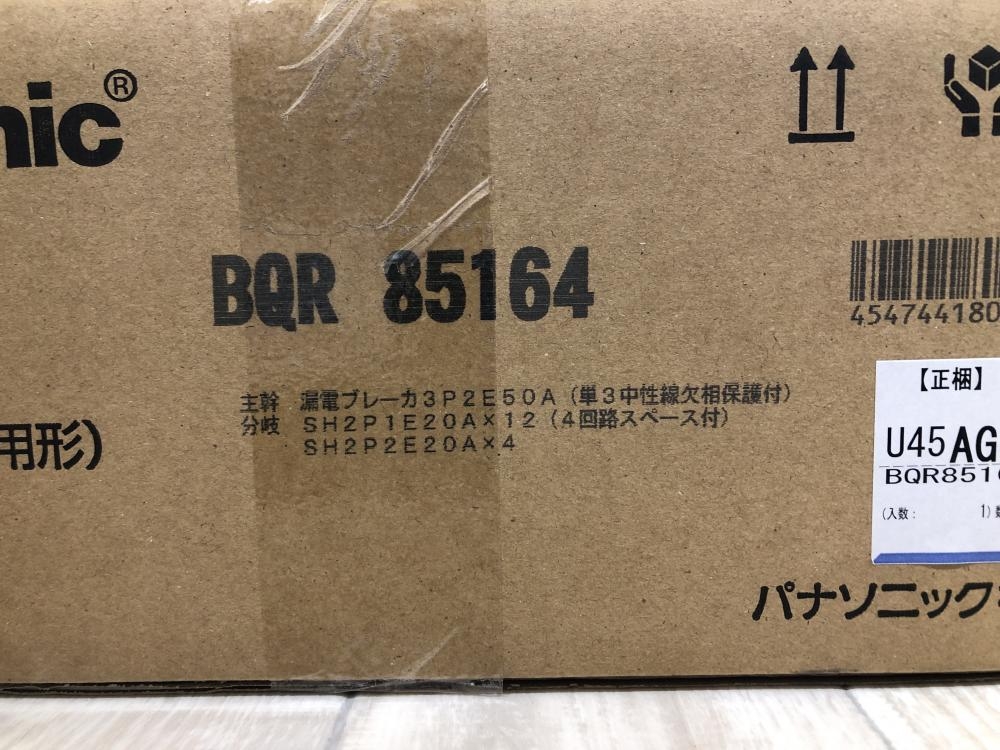 nic®
BQR 85164
主幹 漏電ブレーカ3P2E50A（単3中性線欠相保護付）
分岐 SH2P1E20A×12（4回路スペース付）
SH2P2E20A×4
用形）
454744180
【正梱】
U45AG
BQR851
（入数： 1）
パナソニック